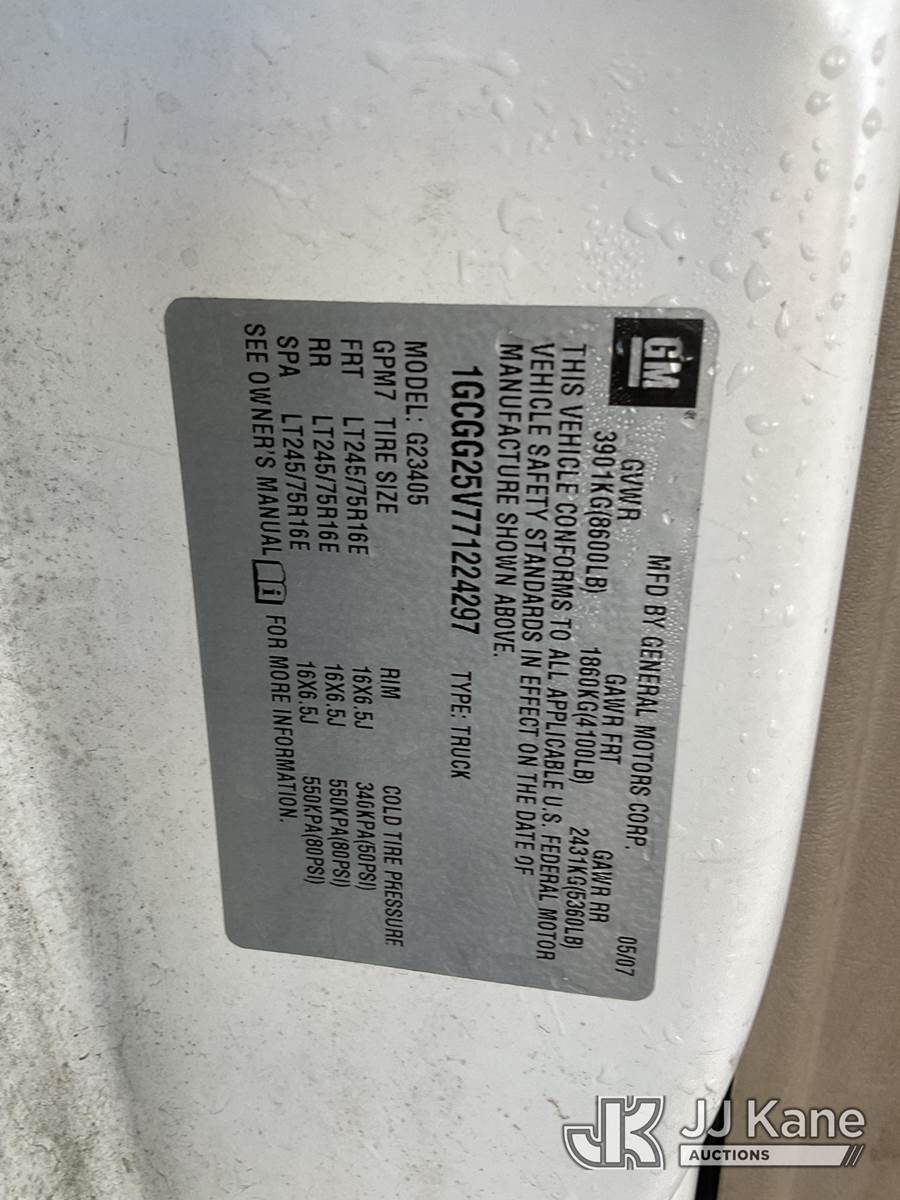 GM
MFD BY GENERAL MOTORS CORP. 05/07
GVWR GAWR FRT GAWR RR
3901KG(8600LB) 1860KG(4100LB) 2431KG(5360LB)
THIS VEHICLE CONFORMS TO ALL APPLICABLE U.S. FEDERAL MOTOR
VEHICLE SAFETY STANDARDS IN EFFECT ON THE DATE OF
MANUFACTURE SHOWN ABOVE.
1GCGG25V771224297 TYPE: TRUCK
MODEL: G23405
GPM7 TIRE SIZE RIM COLD TIRE PRESSURE
FRT LT245/75R16E 16X6.5J 340KPA(50PSI)
RR LT245/75R16E 16X6.5J 550KPA(80PSI)
SPA LT245/75R16E 16X6.5J 550KPA(80PSI)
SEE OWNER'S MANUAL i FOR MORE INFORMATION.
JK JJ Kane
AUCTIONS